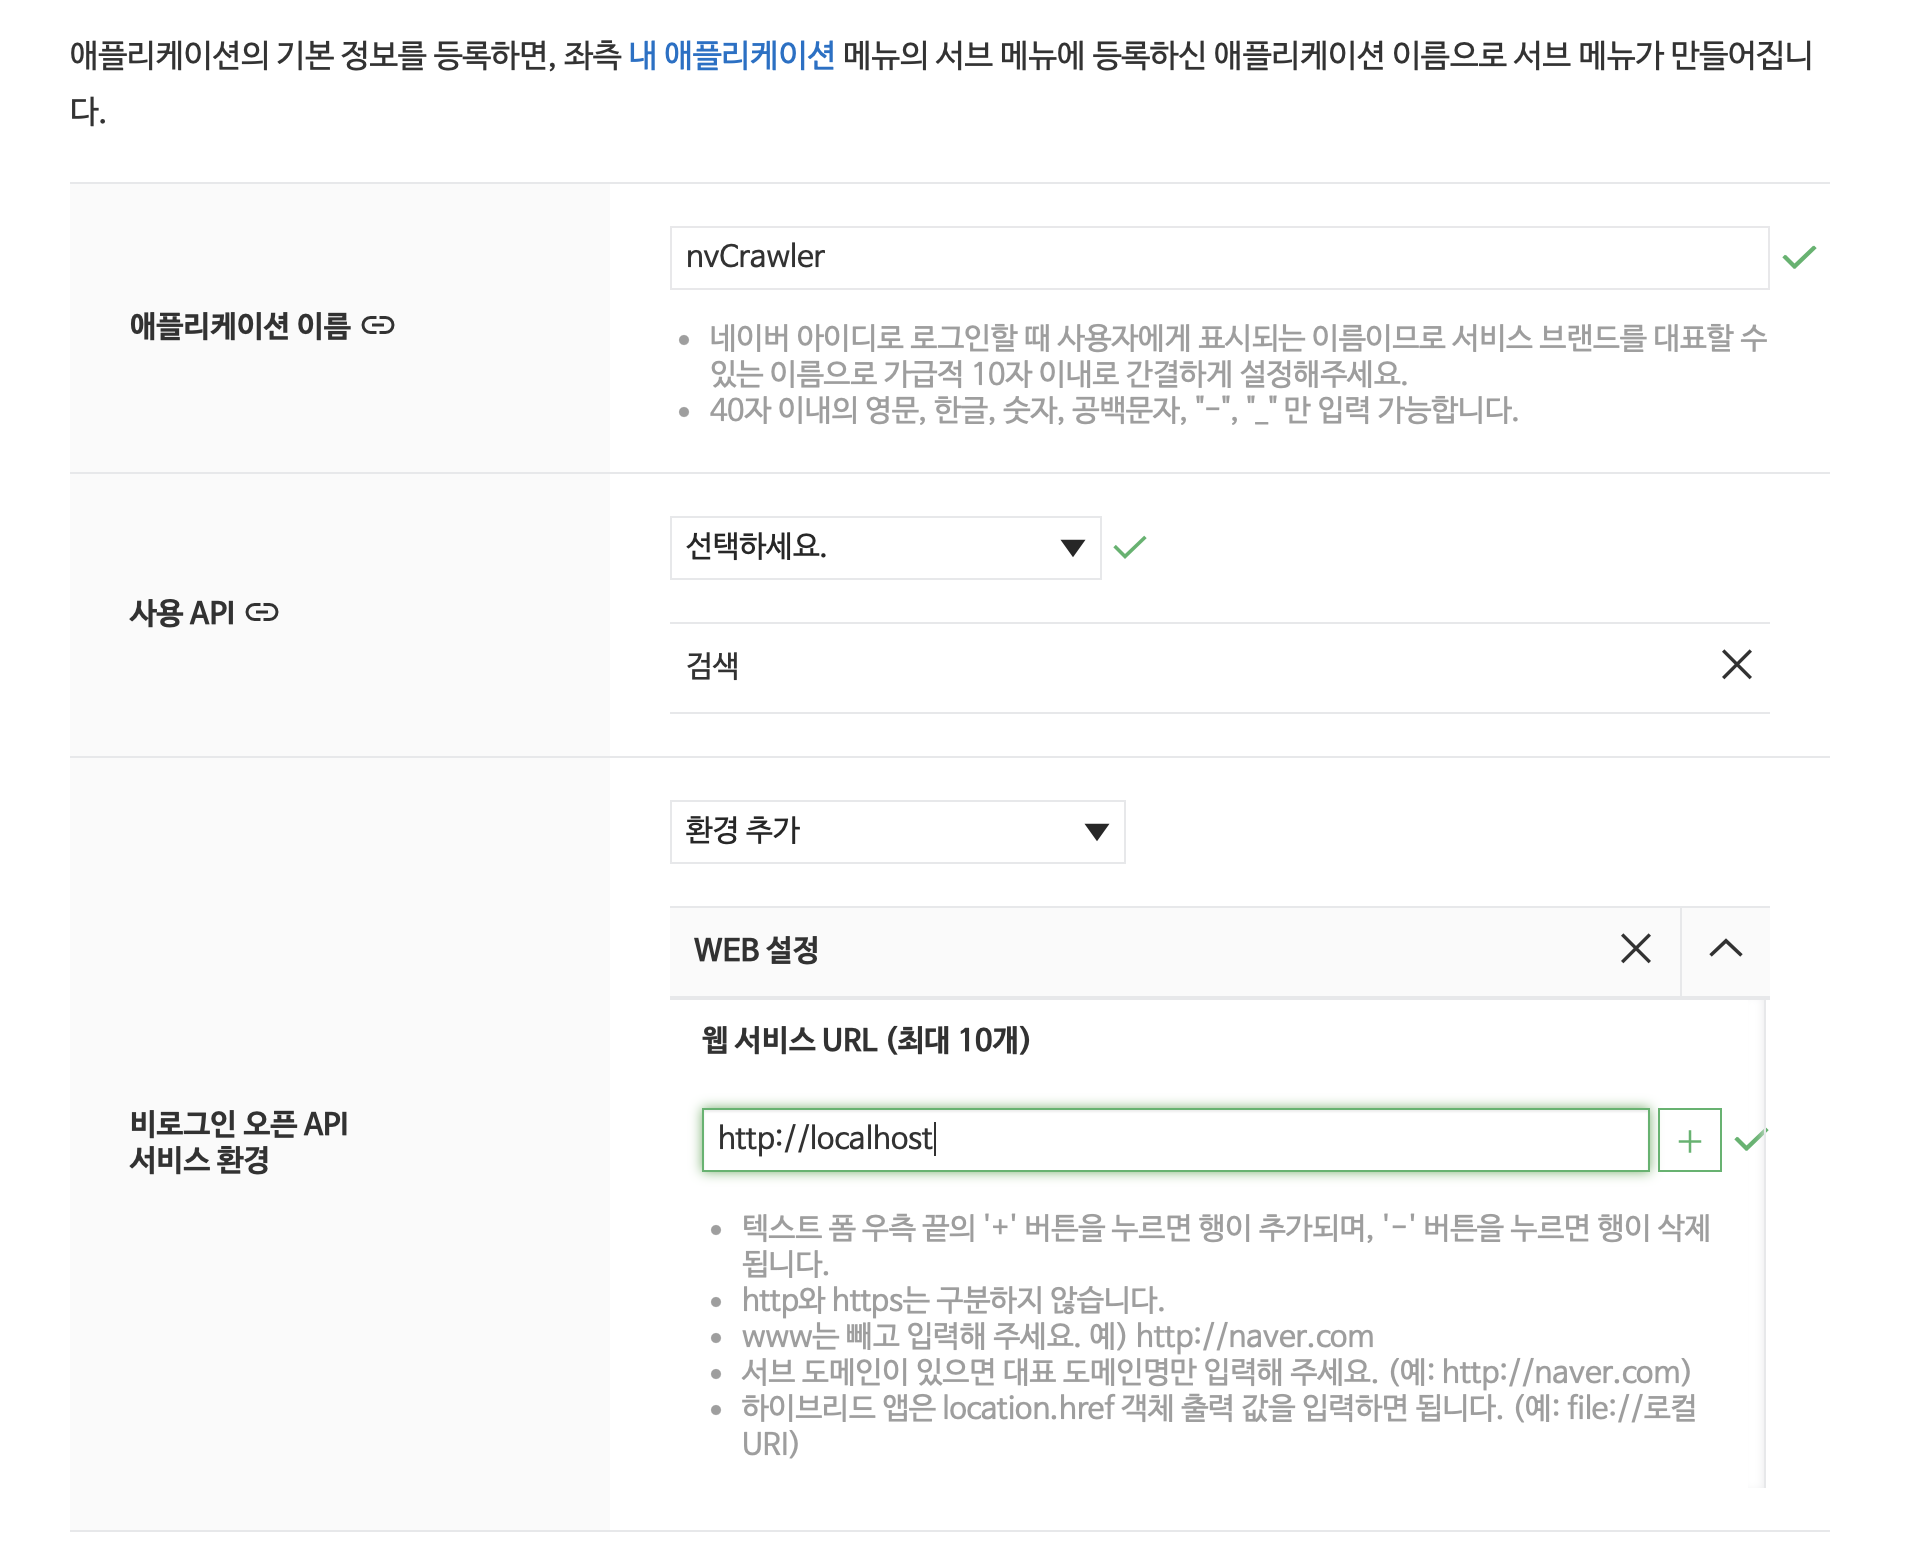 애플리케이션의 기본 정보를 등록하면, 좌측 내 애플리케이션 메뉴의 서브 메뉴에 등록하신 애플리케이션 이름으로 서브 메뉴가 만들어집니
다.
애플리케이션 이름
nvCrawler
네이버 아이디로 로그인할 때 사용자에게 표시되는 이름이므로 서비스 브랜드를 대표할 수
있는 이름으로 가급적 10자 이내로 간결하게 설정해주세요.
40자 이내의 영문, 한글, 숫자, 공백문자, "-", "_" 만 입력 가능합니다.
사용 API
선택하세요.
검색
비로그인 오픈 API
서비스 환경
환경 추가
WEB 설정
웹 서비스 URL (최대 10개)
http://localhost
텍스트 폼 우측 끝의 '+' 버튼을 누르면 행이 추가되며, '-' 버튼을 누르면 행이 삭제
됩니다.
http와 https는 구분하지 않습니다.
www는 빼고 입력해 주세요. 예) http://naver.com
서브 도메인이 있으면 대표 도메인명만 입력해 주세요. (예: http://naver.com)
하이브리드 앱은 location.href 객체 출력 값을 입력하면 됩니다. (예: file://로컬
URI)